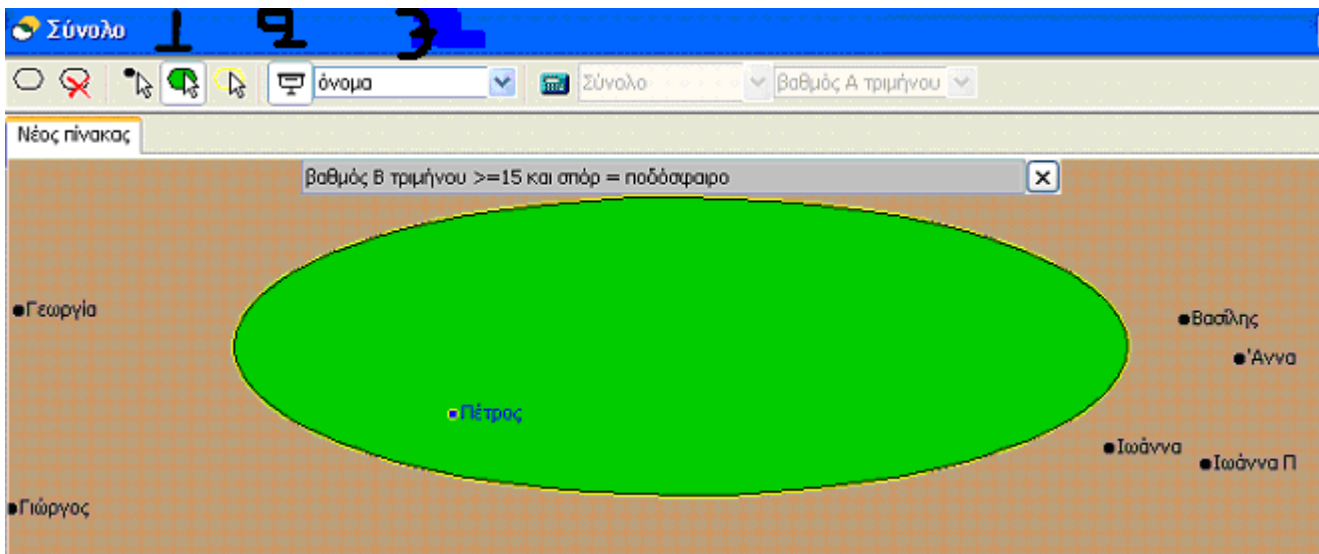 Σύνολο 1 2 3
όνομα Σύνολο βαθμός Α τριμήνου
Νέος πίνακας
βαθμός Β τριμήνου >=15 και σπόρ = ποδόσφαιρο
Γεωργία
Βασίλης
'Αννα
Πέτρος
Ιωάννα
Ιωάννα Π
Γιώργος